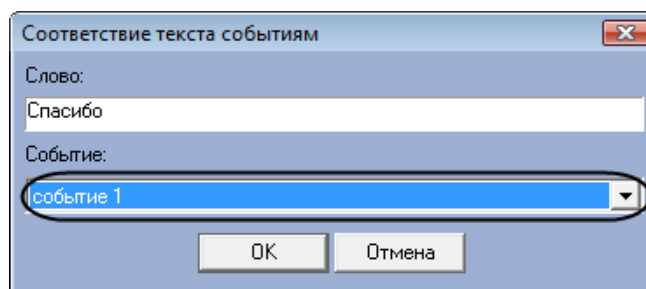 Соответствие текста событиям
Слово:
Спасибо
Событие:
событие 1
OK
Отмена